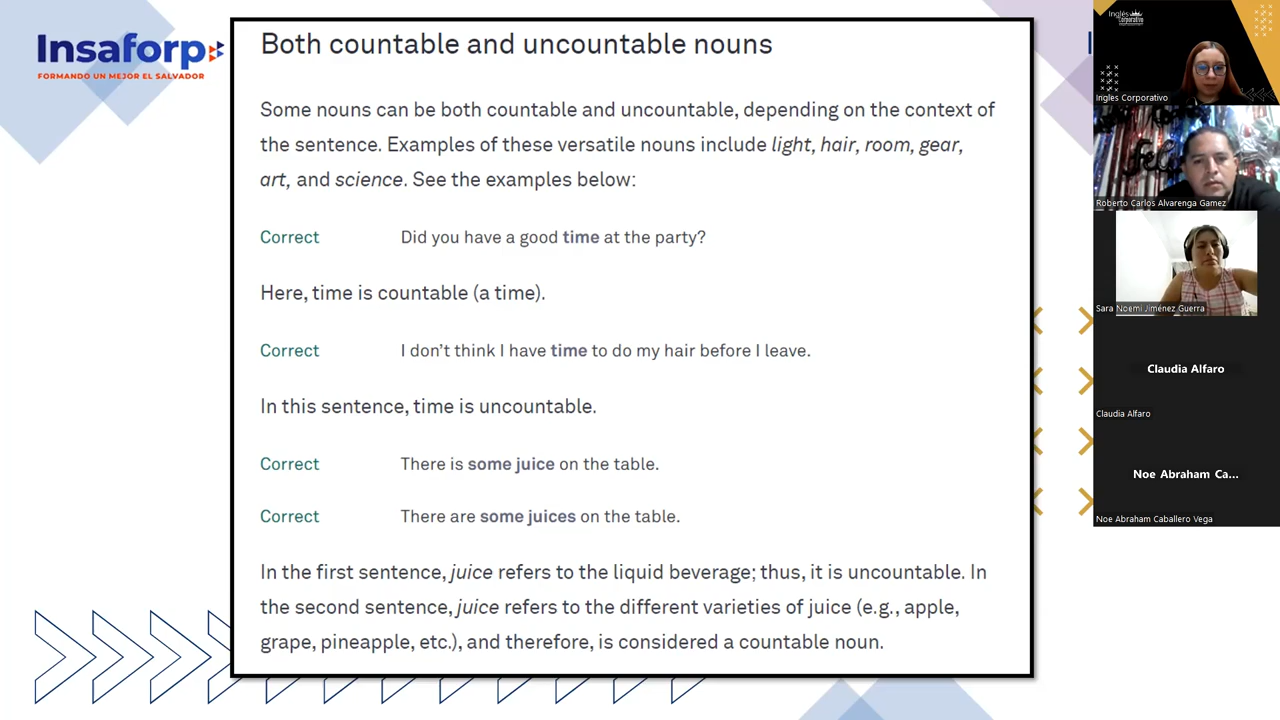 Insaforp
FORMANDO UN MEJOR EL SALVADOR
Both countable and uncountable nouns
Some nouns can be both countable and uncountable, depending on the context of
the sentence. Examples of these versatile nouns include light, hair, room, gear,
art, and science. See the examples below:
Correct Did you have a good time at the party?
Here, time is countable (a time).
Correct I don't think I have time to do my hair before I leave.
In this sentence, time is uncountable.
Correct There is some juice on the table.
Correct There are some juices on the table.
In the first sentence, juice refers to the liquid beverage; thus, it is uncountable. In
the second sentence, juice refers to the different varieties of juice (e.g., apple,
grape, pineapple, etc.), and therefore, is considered a countable noun.
Inglés
Corporativo
Ingles Corporativo
Roberto Carlos Alvarenga Gamez
Sara Noemi Jiménez Guerra
Claudia Alfaro
Claudia Alfaro
Noe Abraham Ca...
Noe Abraham Caballero Vega